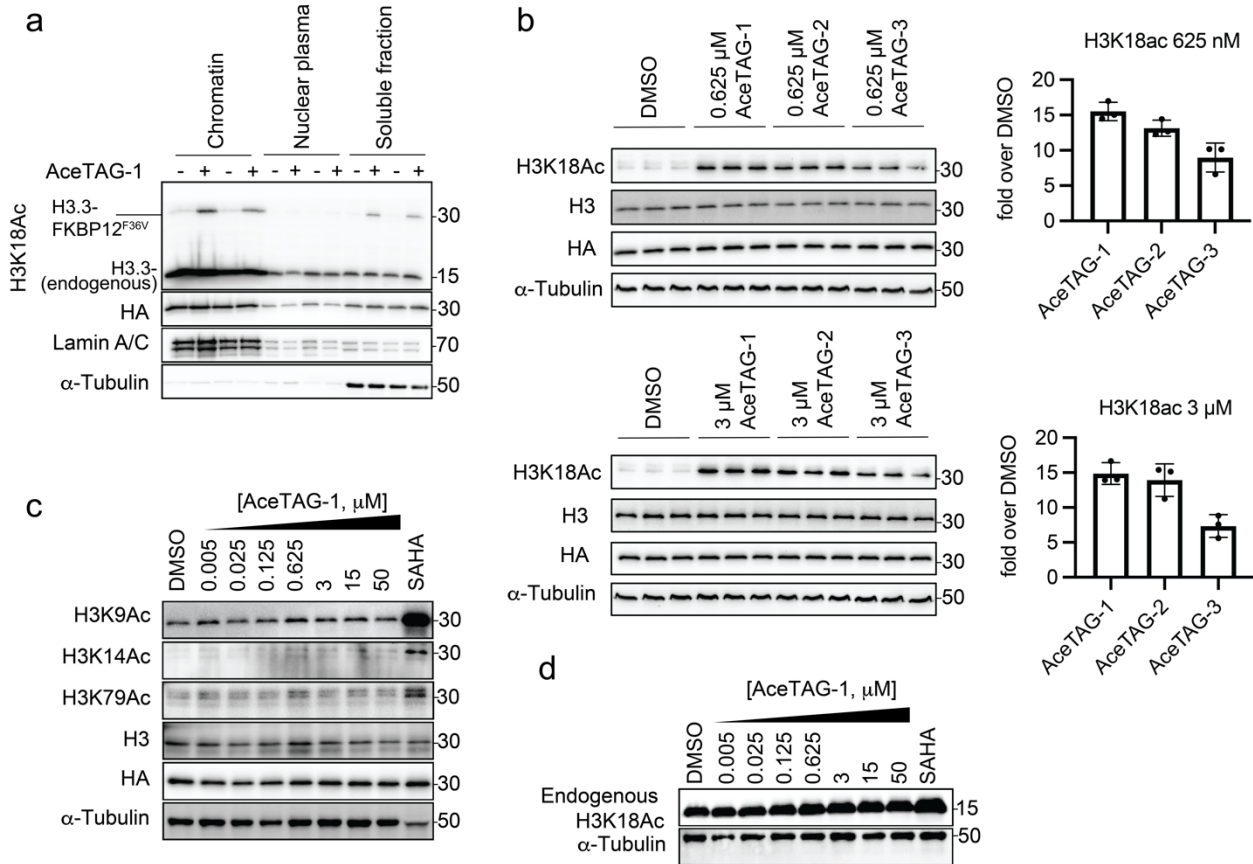 a
Chromatin
Nuclear plasma
Soluble fraction
AceTAG-1
- + - + - + - + - + - +
H3K18Ac
H3.3-
FKBP12F36V
30
H3.3-
(endogenous)
15
HA
30
Lamin A/C
70
α-Tubulin
50
b
DMSO
0.625 µM
AceTAG-1
0.625 µM
AceTAG-2
0.625 µM
AceTAG-3
H3K18Ac
30
H3
30
HA
30
α-Tubulin
50
H3K18ac 625 nM
fold over DMSO
20
15
10
5
0
AceTAG-1
AceTAG-2
AceTAG-3
DMSO
3 µM
AceTAG-1
3 µM
AceTAG-2
3 µM
AceTAG-3
H3K18Ac
30
H3
30
HA
30
α-Tubulin
50
H3K18ac 3 µM
fold over DMSO
20
15
10
5
0
AceTAG-1
AceTAG-2
AceTAG-3
c
[AceTAG-1, µM]
DMSO
0.005
0.025
0.125
0.625
3
15
50
SAHA
H3K9Ac
30
H3K14Ac
30
H3K79Ac
30
H3
30
HA
30
α-Tubulin
50
d
[AceTAG-1, µM]
DMSO
0.005
0.025
0.125
0.625
3
15
50
SAHA
Endogenous
H3K18Ac
15
α-Tubulin
50